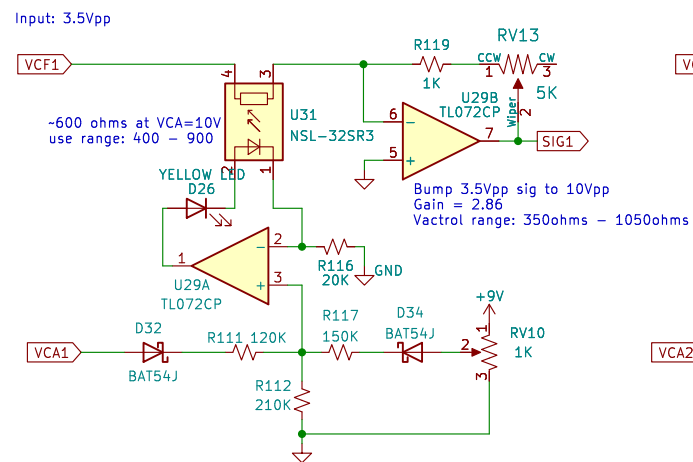 Input: 3.5Vpp
VCF1
4
3
R119
1K
RV13
CCW
CW
1
3
5K
Wiper
2
U31
NSL-32SR3
~600 ohms at VCA=10V
use range: 400 - 900
U29B
TL072CP
6
7
5
SIG1
Bump 3.5Vpp sig to 10Vpp
Gain = 2.86
Vactrol range: 350ohms - 1050ohms
2
1
YELLOW LED
D26
1
2
3
U29A
TL072CP
R116
20K
GND
+9V
D32
BAT54J
VCA1
R111 120K
R117
150K
D34
BAT54J
1
2
3
RV10
1K
R112
210K
VCA2